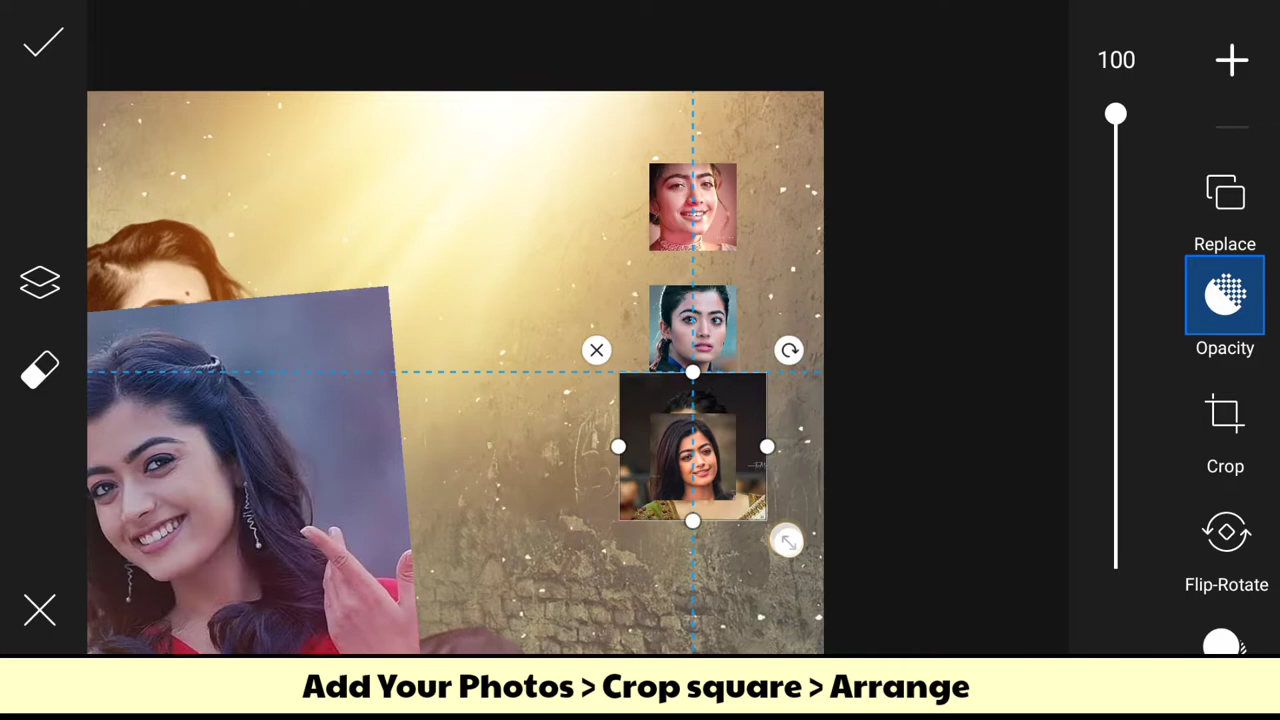 100
Replace
Opacity
Crop
Flip-Rotate
Add Your Photos > Crop square > Arrange